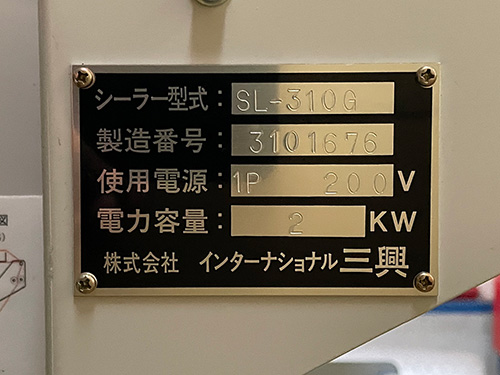 シーラー型式：SL-310G
製造番号：3101676
使用電源：1P 200V
電力容量：2 KW
株式会社 インターナショナル三興
図